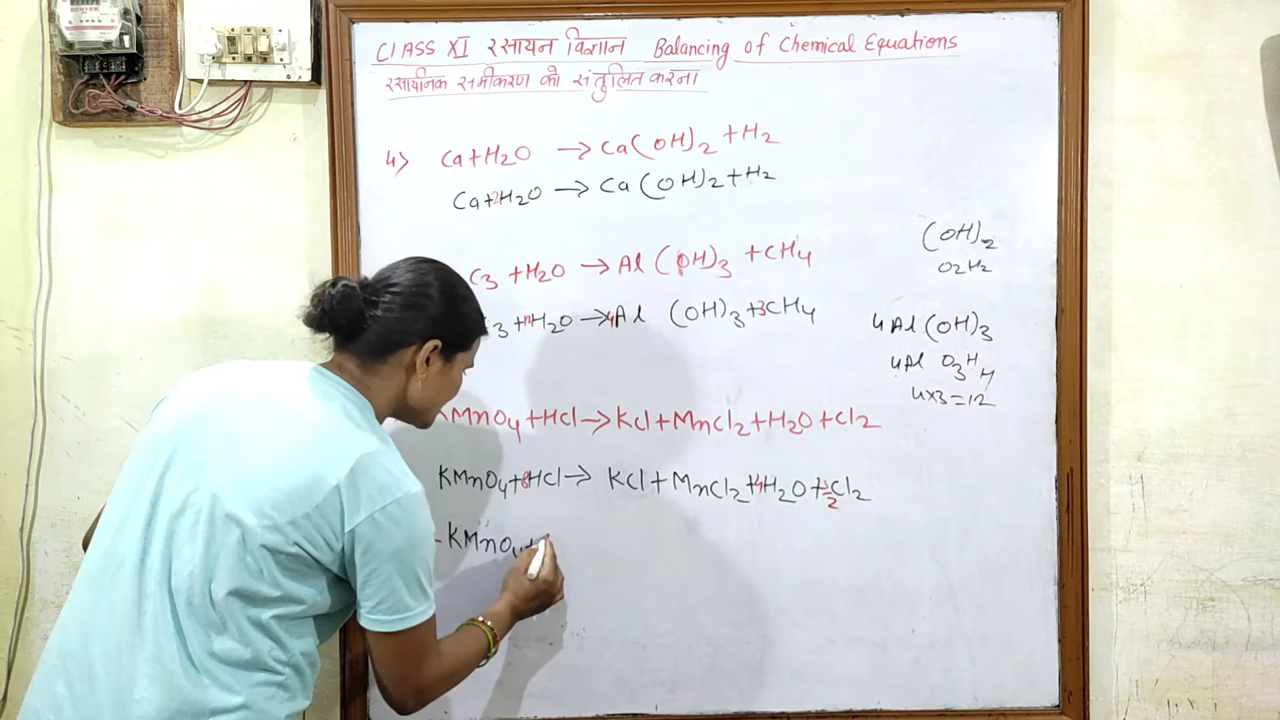 CLASS XI रसायन विज्ञान Balancing of Chemical Equations
रसायनिक समीकरण को संतुलित करना
4) Ca+H2O → Ca(OH)2 +H2
Ca+2H2O → Ca(OH)2+H2
C3 +H2O → Al (OH)3 +CH4
3 +12H2O → 4Al (OH)3+3CH4
KMnO4 +HCl → KCl+MnCl2+H2O+Cl2
KMnO4+8HCl → KCl+MnCl2+4H2O+5/2Cl2
KMnO4+
(OH)2
O2H2
4Al(OH)3
4Al O3H
4
4x3=12